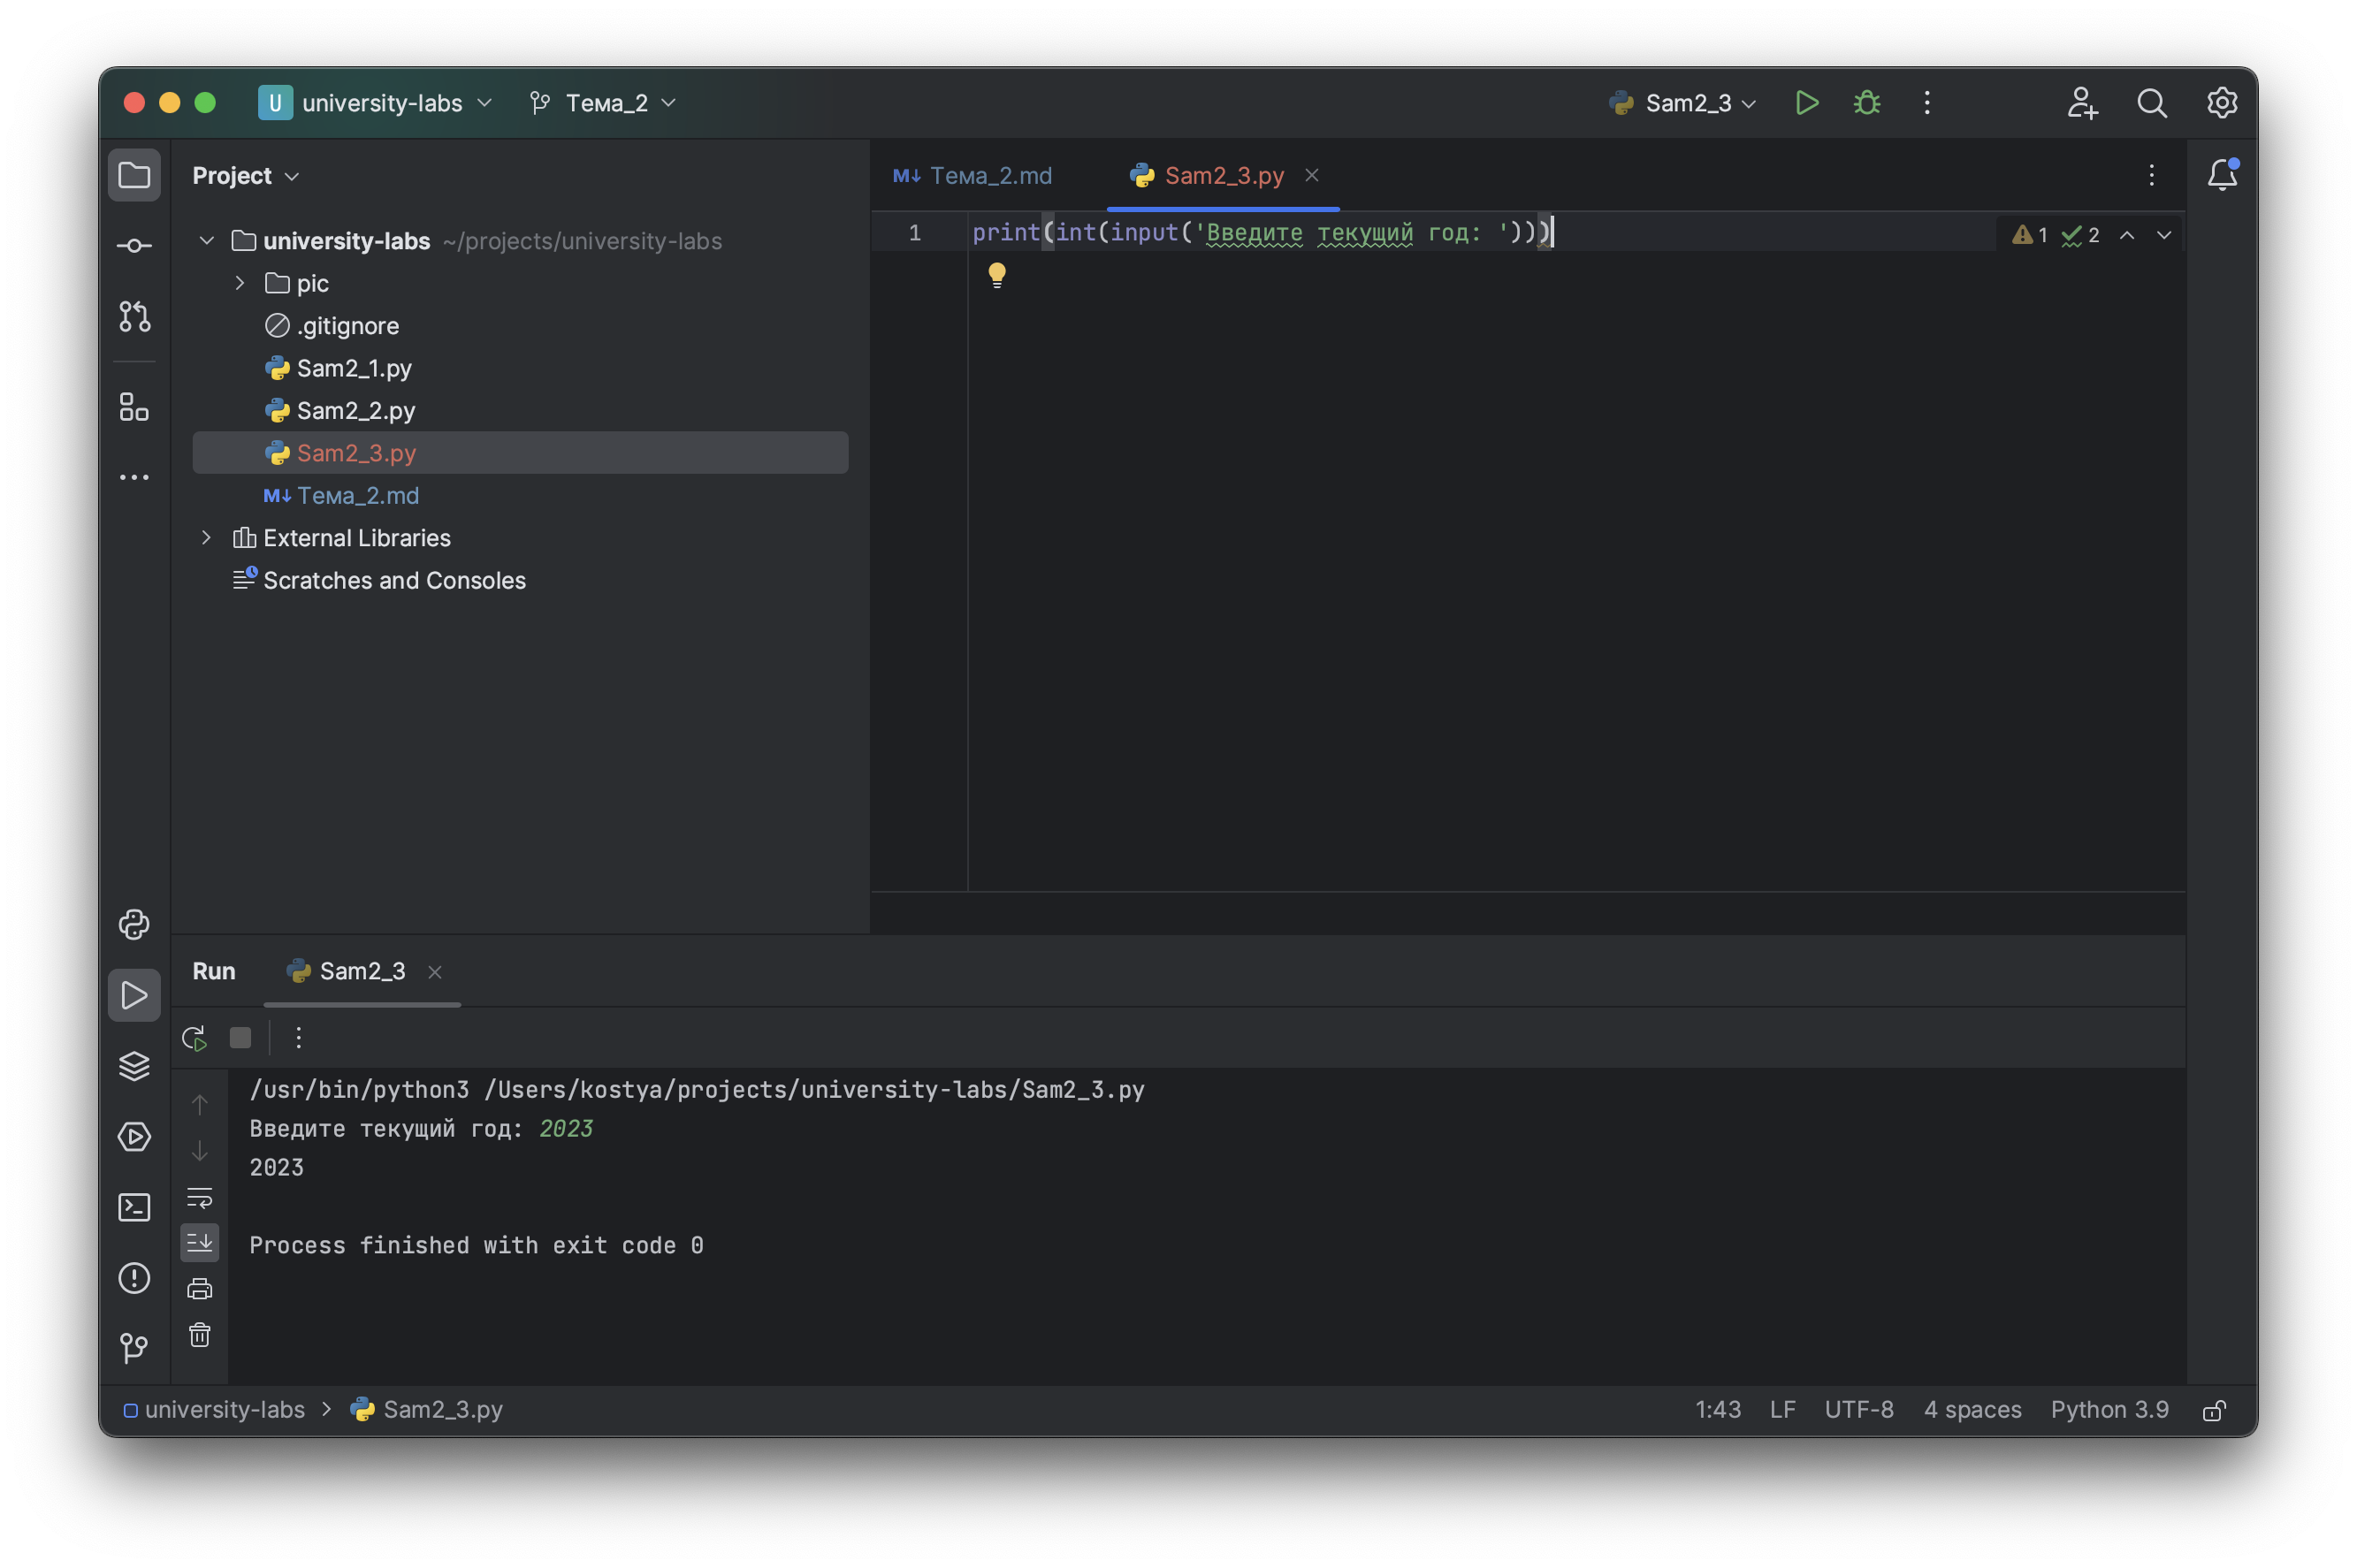 U university-labs Тема_2 Sam2_3
Project
university-labs ~/projects/university-labs
pic
.gitignore
Sam2_1.py
Sam2_2.py
Sam2_3.py
M↓ Тема_2.md
External Libraries
Scratches and Consoles
M↓ Тема_2.md Sam2_3.py
1 print(int(input('Введите текущий год: '))) 1 2
Run Sam2_3
/usr/bin/python3 /Users/kostya/projects/university-labs/Sam2_3.py
Введите текущий год: 2023
2023
Process finished with exit code 0
university-labs > Sam2_3.py 1:43 LF UTF-8 4 spaces Python 3.9